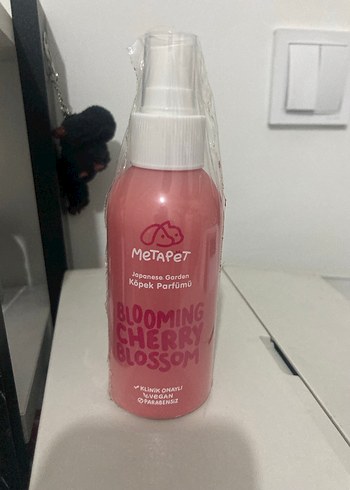 METAPET
Japanese Garden
Köpek Parfümü
BLOOMING
CHERRY
BLOSSOM
KLİNİK ONAYLI
VEGAN
PARABENSİZ